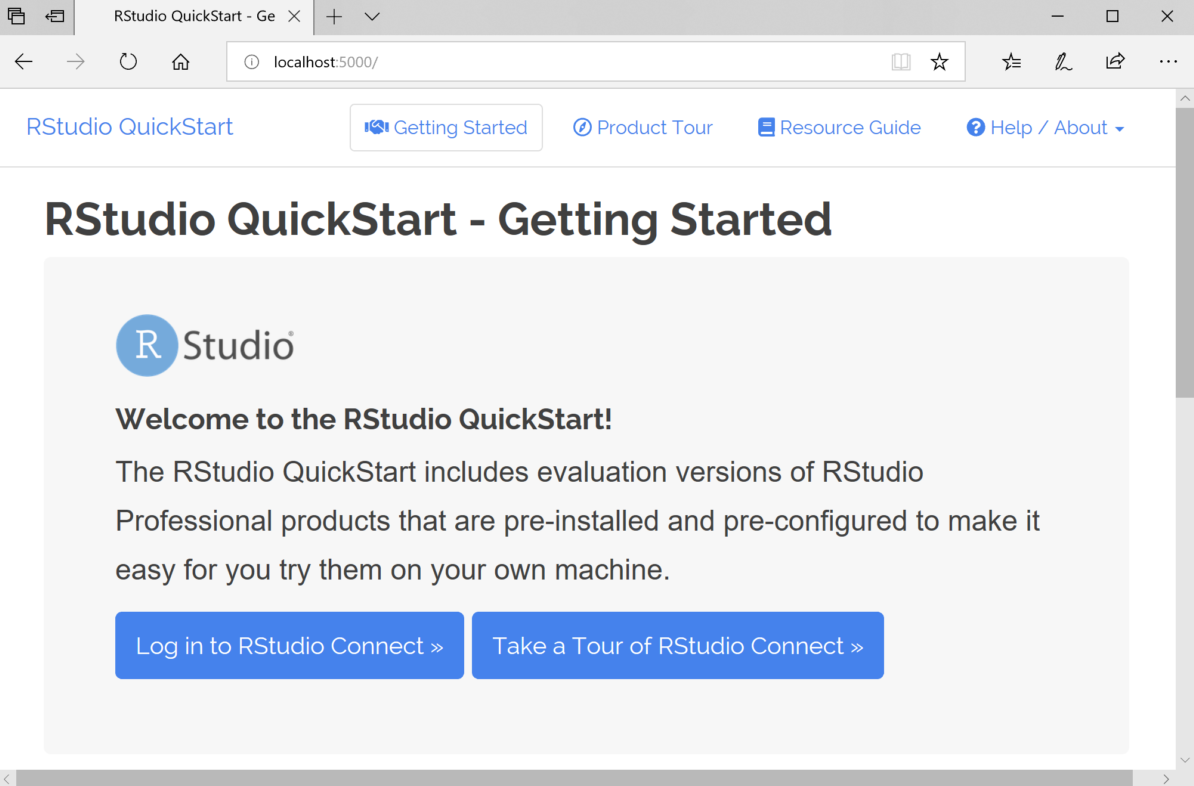 RStudio QuickStart - Ge
localhost:5000/
RStudio QuickStart
Getting Started
Product Tour
Resource Guide
Help / About
RStudio QuickStart - Getting Started
R Studio®
Welcome to the RStudio QuickStart!
The RStudio QuickStart includes evaluation versions of RStudio
Professional products that are pre-installed and pre-configured to make it
easy for you try them on your own machine.
Log in to RStudio Connect »
Take a Tour of RStudio Connect »